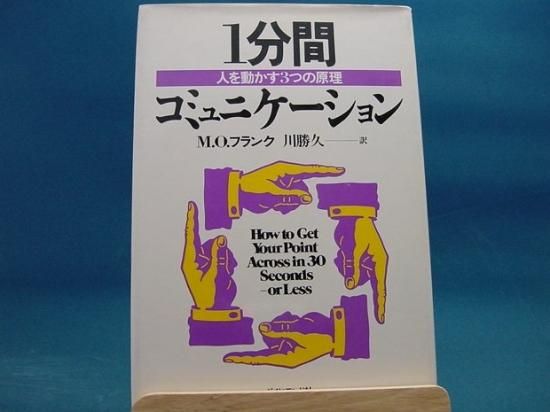 1分間
人を動かす3つの原理
コミュニケーション
M.O.フランク 川勝久──訳
How to Get
Your Point
Across in 30
Seconds
–or Less